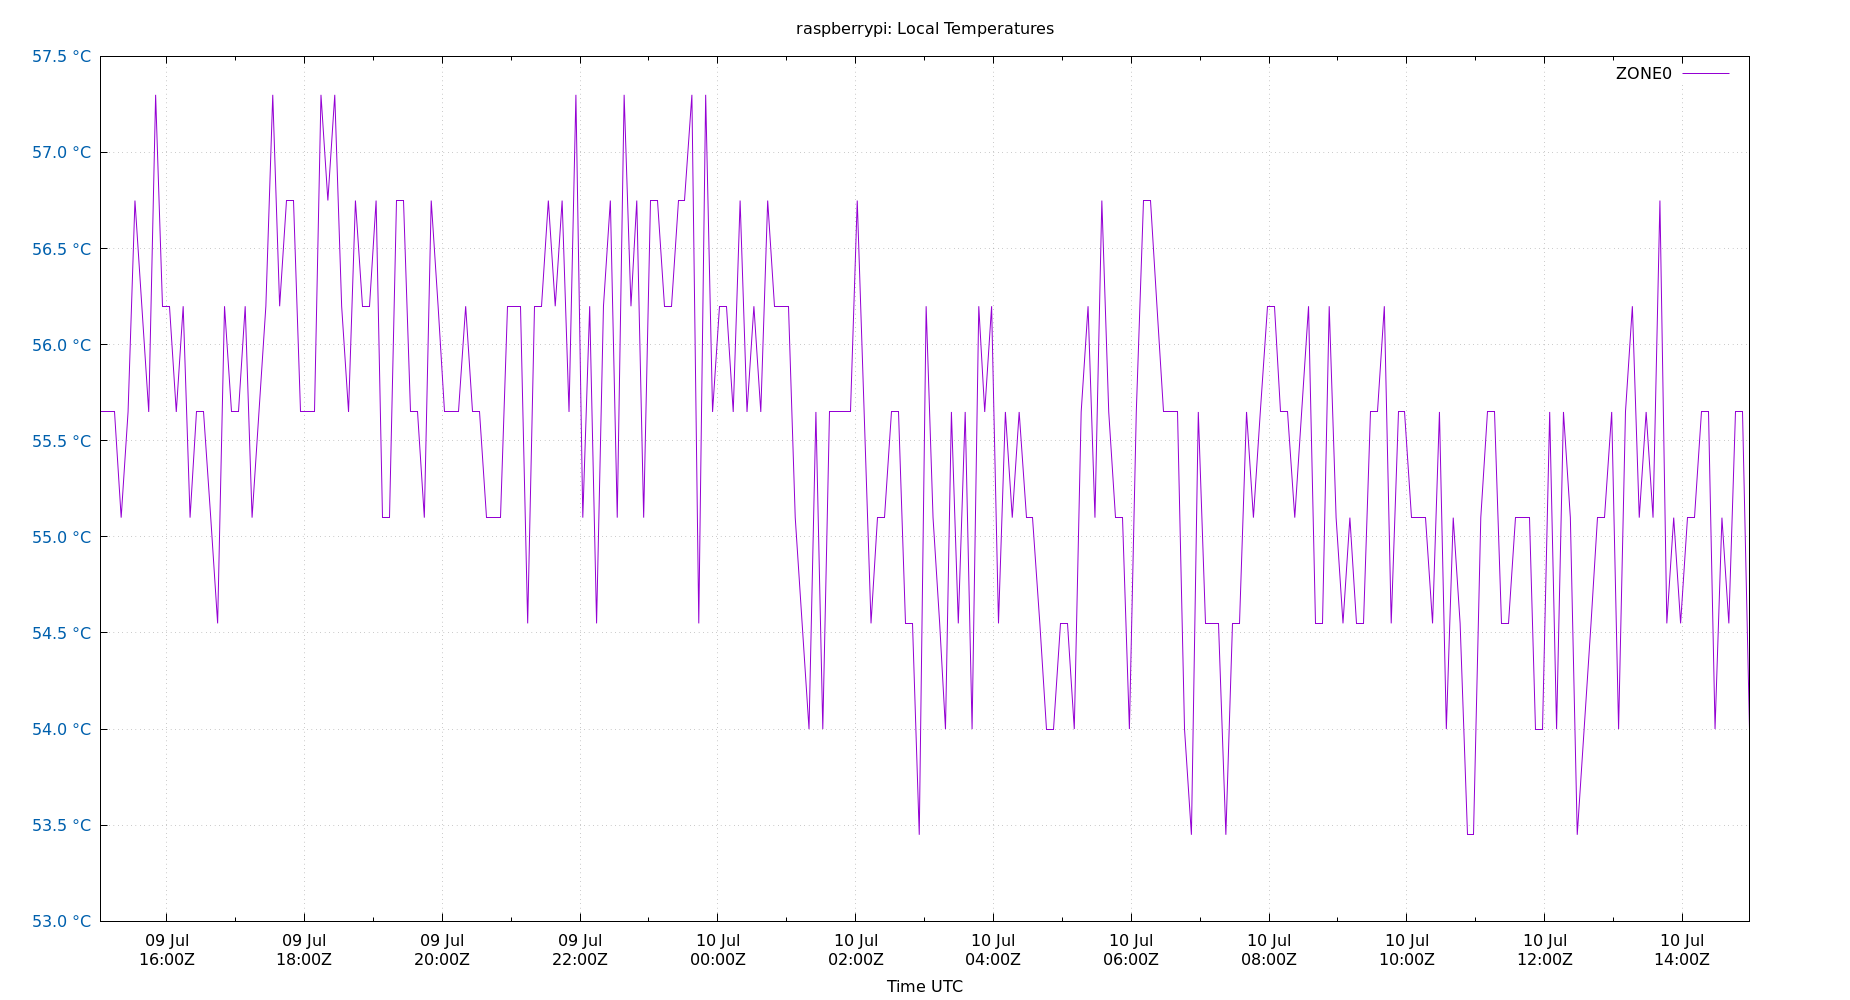 raspberrypi: Local Temperatures
57.5 °C
57.0 °C
56.5 °C
56.0 °C
55.5 °C
55.0 °C
54.5 °C
54.0 °C
53.5 °C
53.0 °C
ZONE0
09 Jul 09 Jul 09 Jul 09 Jul 10 Jul 10 Jul 10 Jul 10 Jul 10 Jul 10 Jul 10 Jul 10 Jul
16:00Z 18:00Z 20:00Z 22:00Z 00:00Z 02:00Z 04:00Z 06:00Z 08:00Z 10:00Z 12:00Z 14:00Z
Time UTC